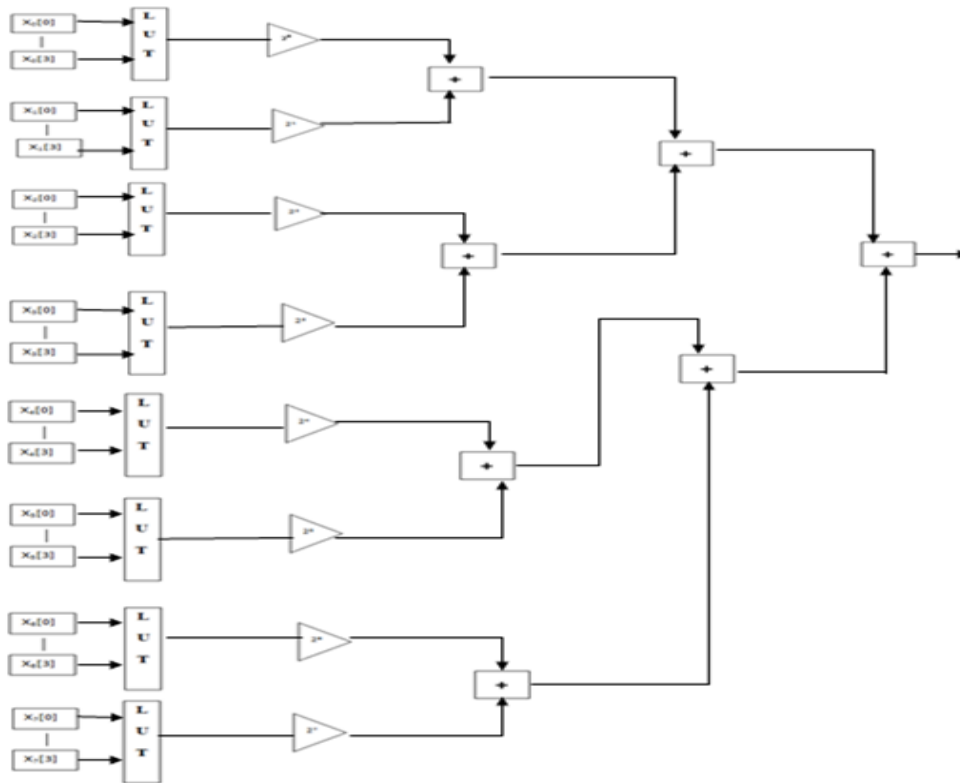 X₀[0]
|
X₀[3]
L
U
T
+
X₁[0]
|
X₁[3]
L
U
T
+
X₂[0]
|
X₂[3]
L
U
T
+
X₃[0]
|
X₃[3]
L
U
T
+
+
X₄[0]
|
X₄[3]
L
U
T
+
X₅[0]
|
X₅[3]
L
U
T
+
X₆[0]
|
X₆[3]
L
U
T
+
X₇[0]
|
X₇[3]
L
U
T